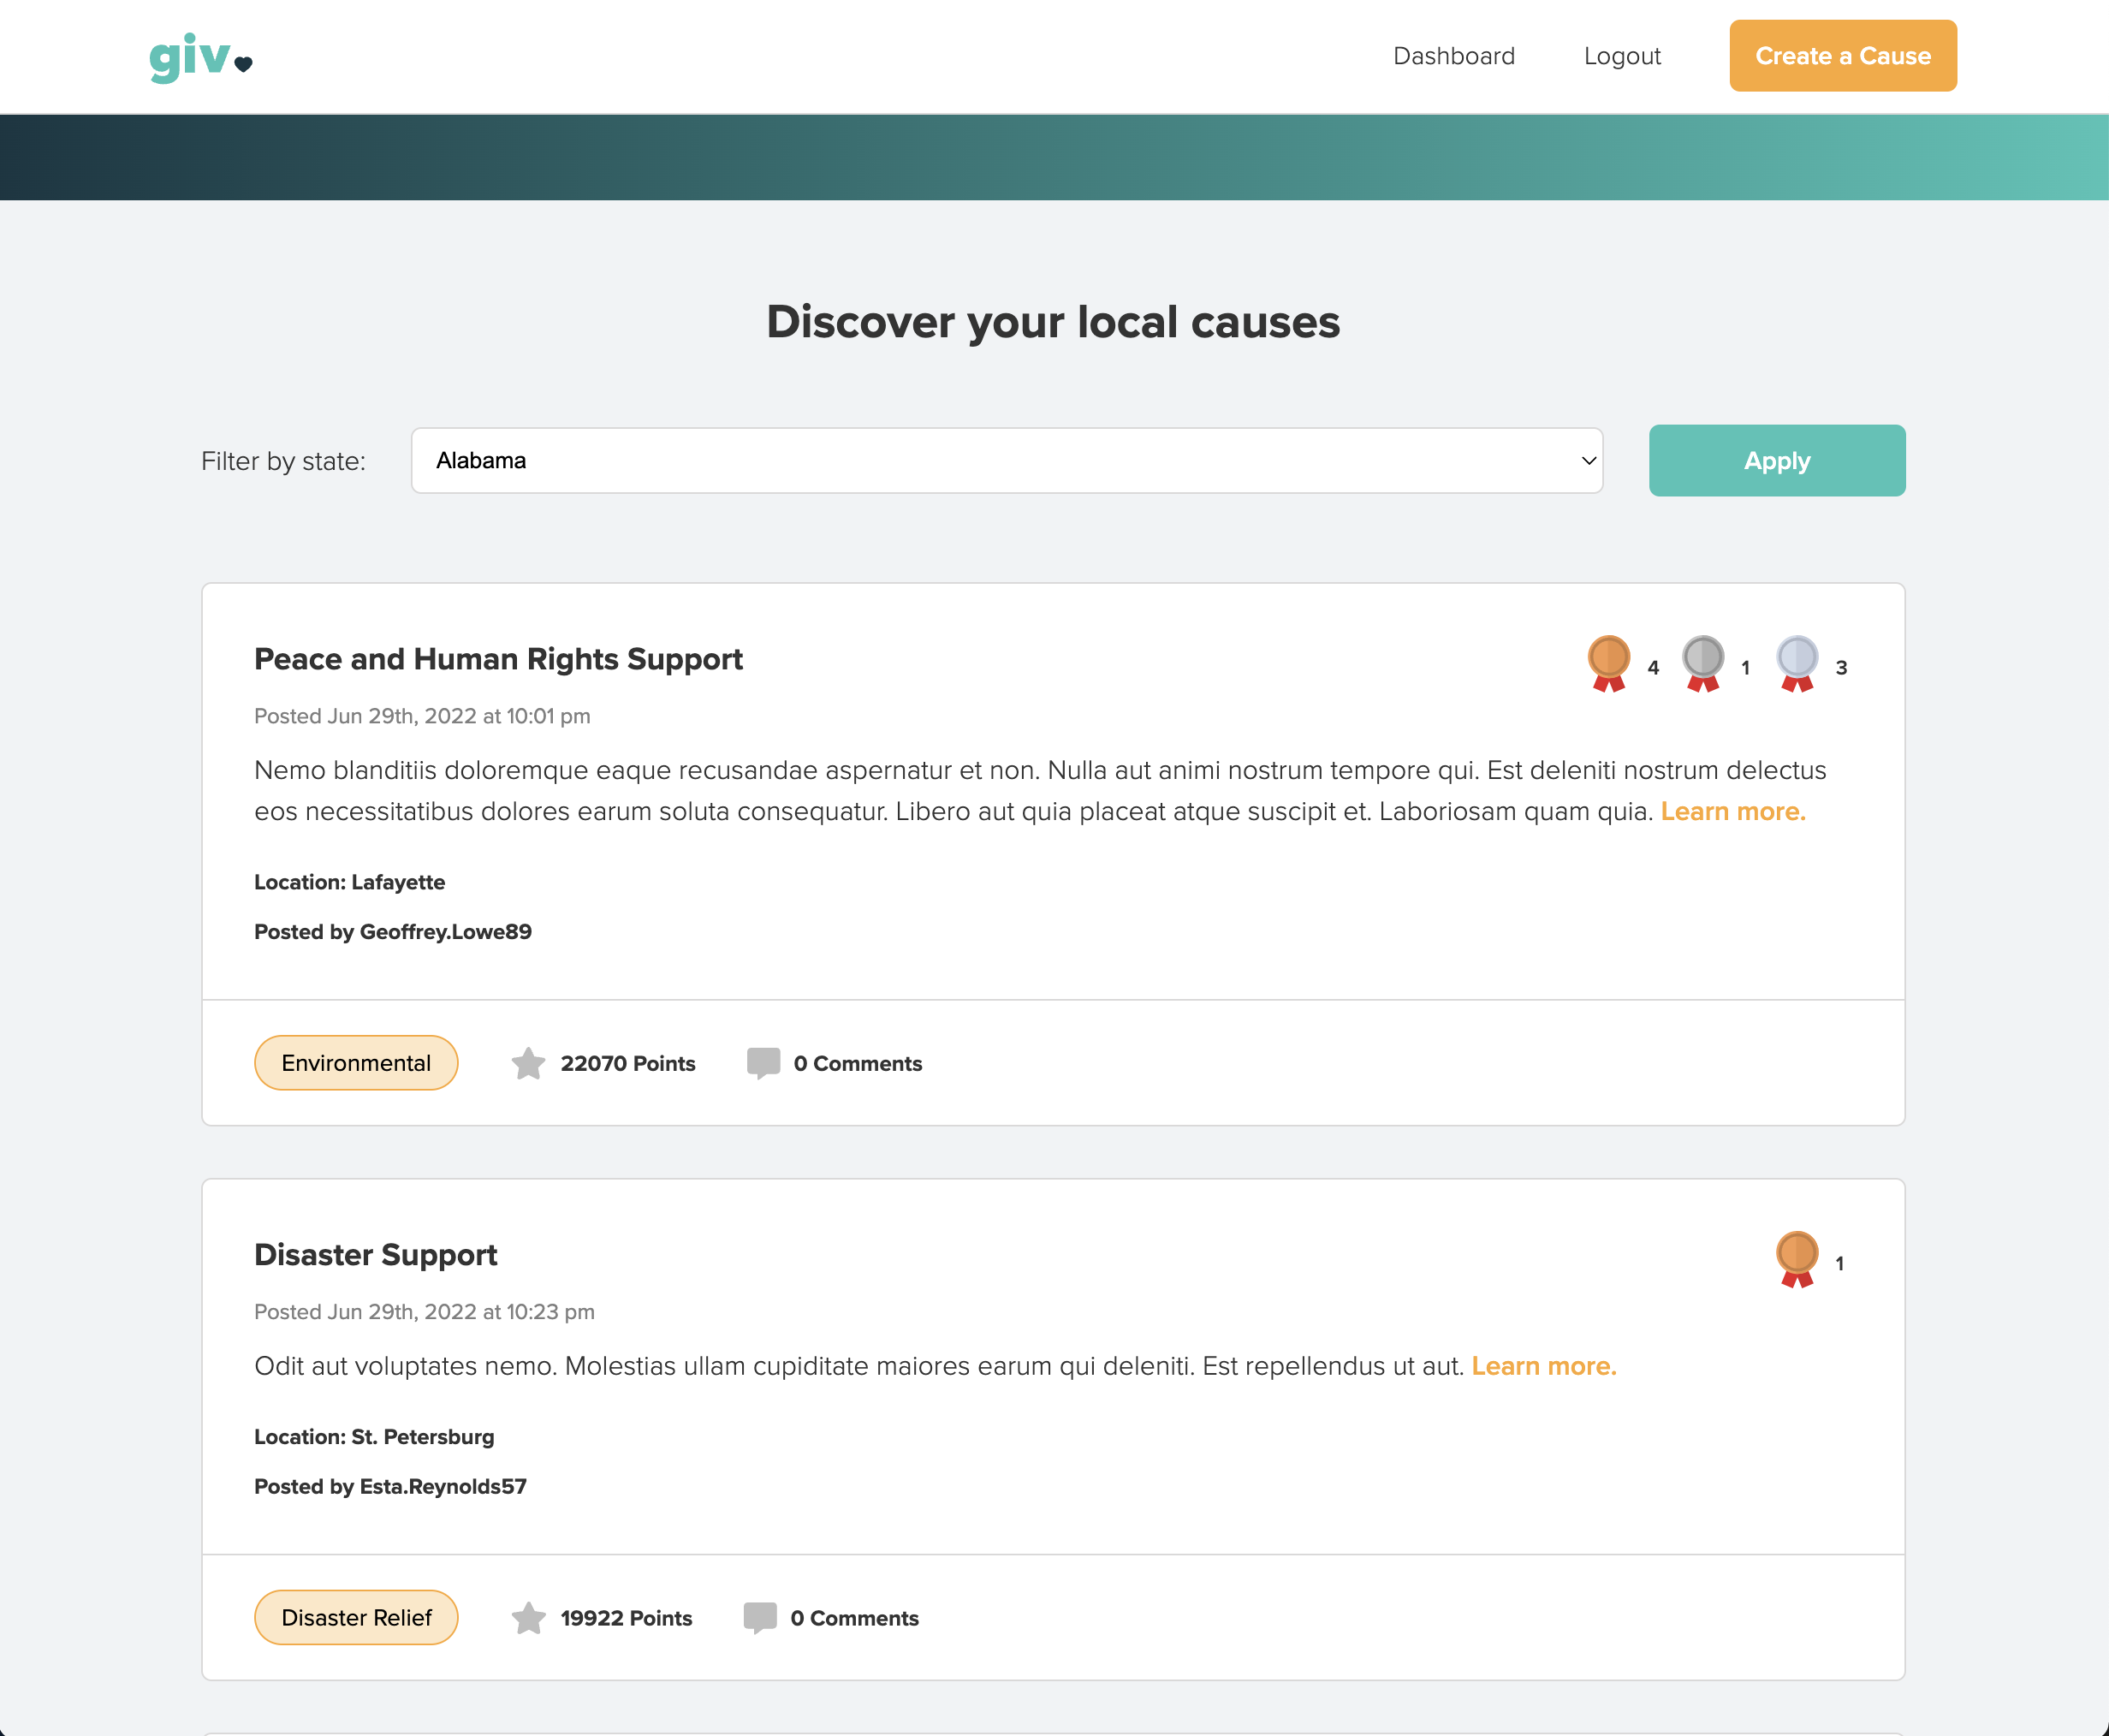 giv
Dashboard
Logout
Create a Cause
Discover your local causes
Filter by state:
Alabama
Apply
Peace and Human Rights Support
4
1
3
Posted Jun 29th, 2022 at 10:01 pm
Nemo blanditiis doloremque eaque recusandae aspernatur et non. Nulla aut animi nostrum tempore qui. Est deleniti nostrum delectus
eos necessitatibus dolores earum soluta consequatur. Libero aut quia placeat atque suscipit et. Laboriosam quam quia. Learn more.
Location: Lafayette
Posted by Geoffrey.Lowe89
Environmental
22070 Points
0 Comments
Disaster Support
1
Posted Jun 29th, 2022 at 10:23 pm
Odit aut voluptates nemo. Molestias ullam cupiditate maiores earum qui deleniti. Est repellendus ut aut. Learn more.
Location: St. Petersburg
Posted by Esta.Reynolds57
Disaster Relief
19922 Points
0 Comments